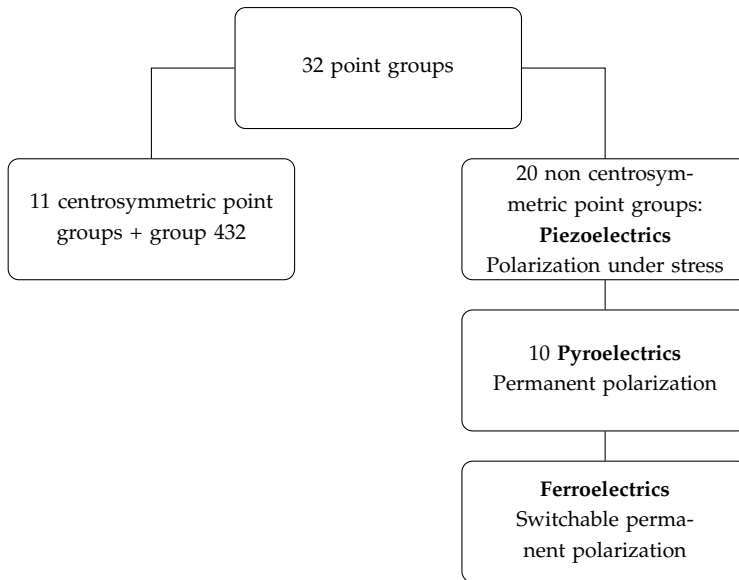 32 point groups
11 centrosymmetric point
groups + group 432
20 non centrosym-
metric point groups:
Piezoelectrics
Polarization under stress
10 Pyroelectrics
Permanent polarization
Ferroelectrics
Switchable perma-
nent polarization